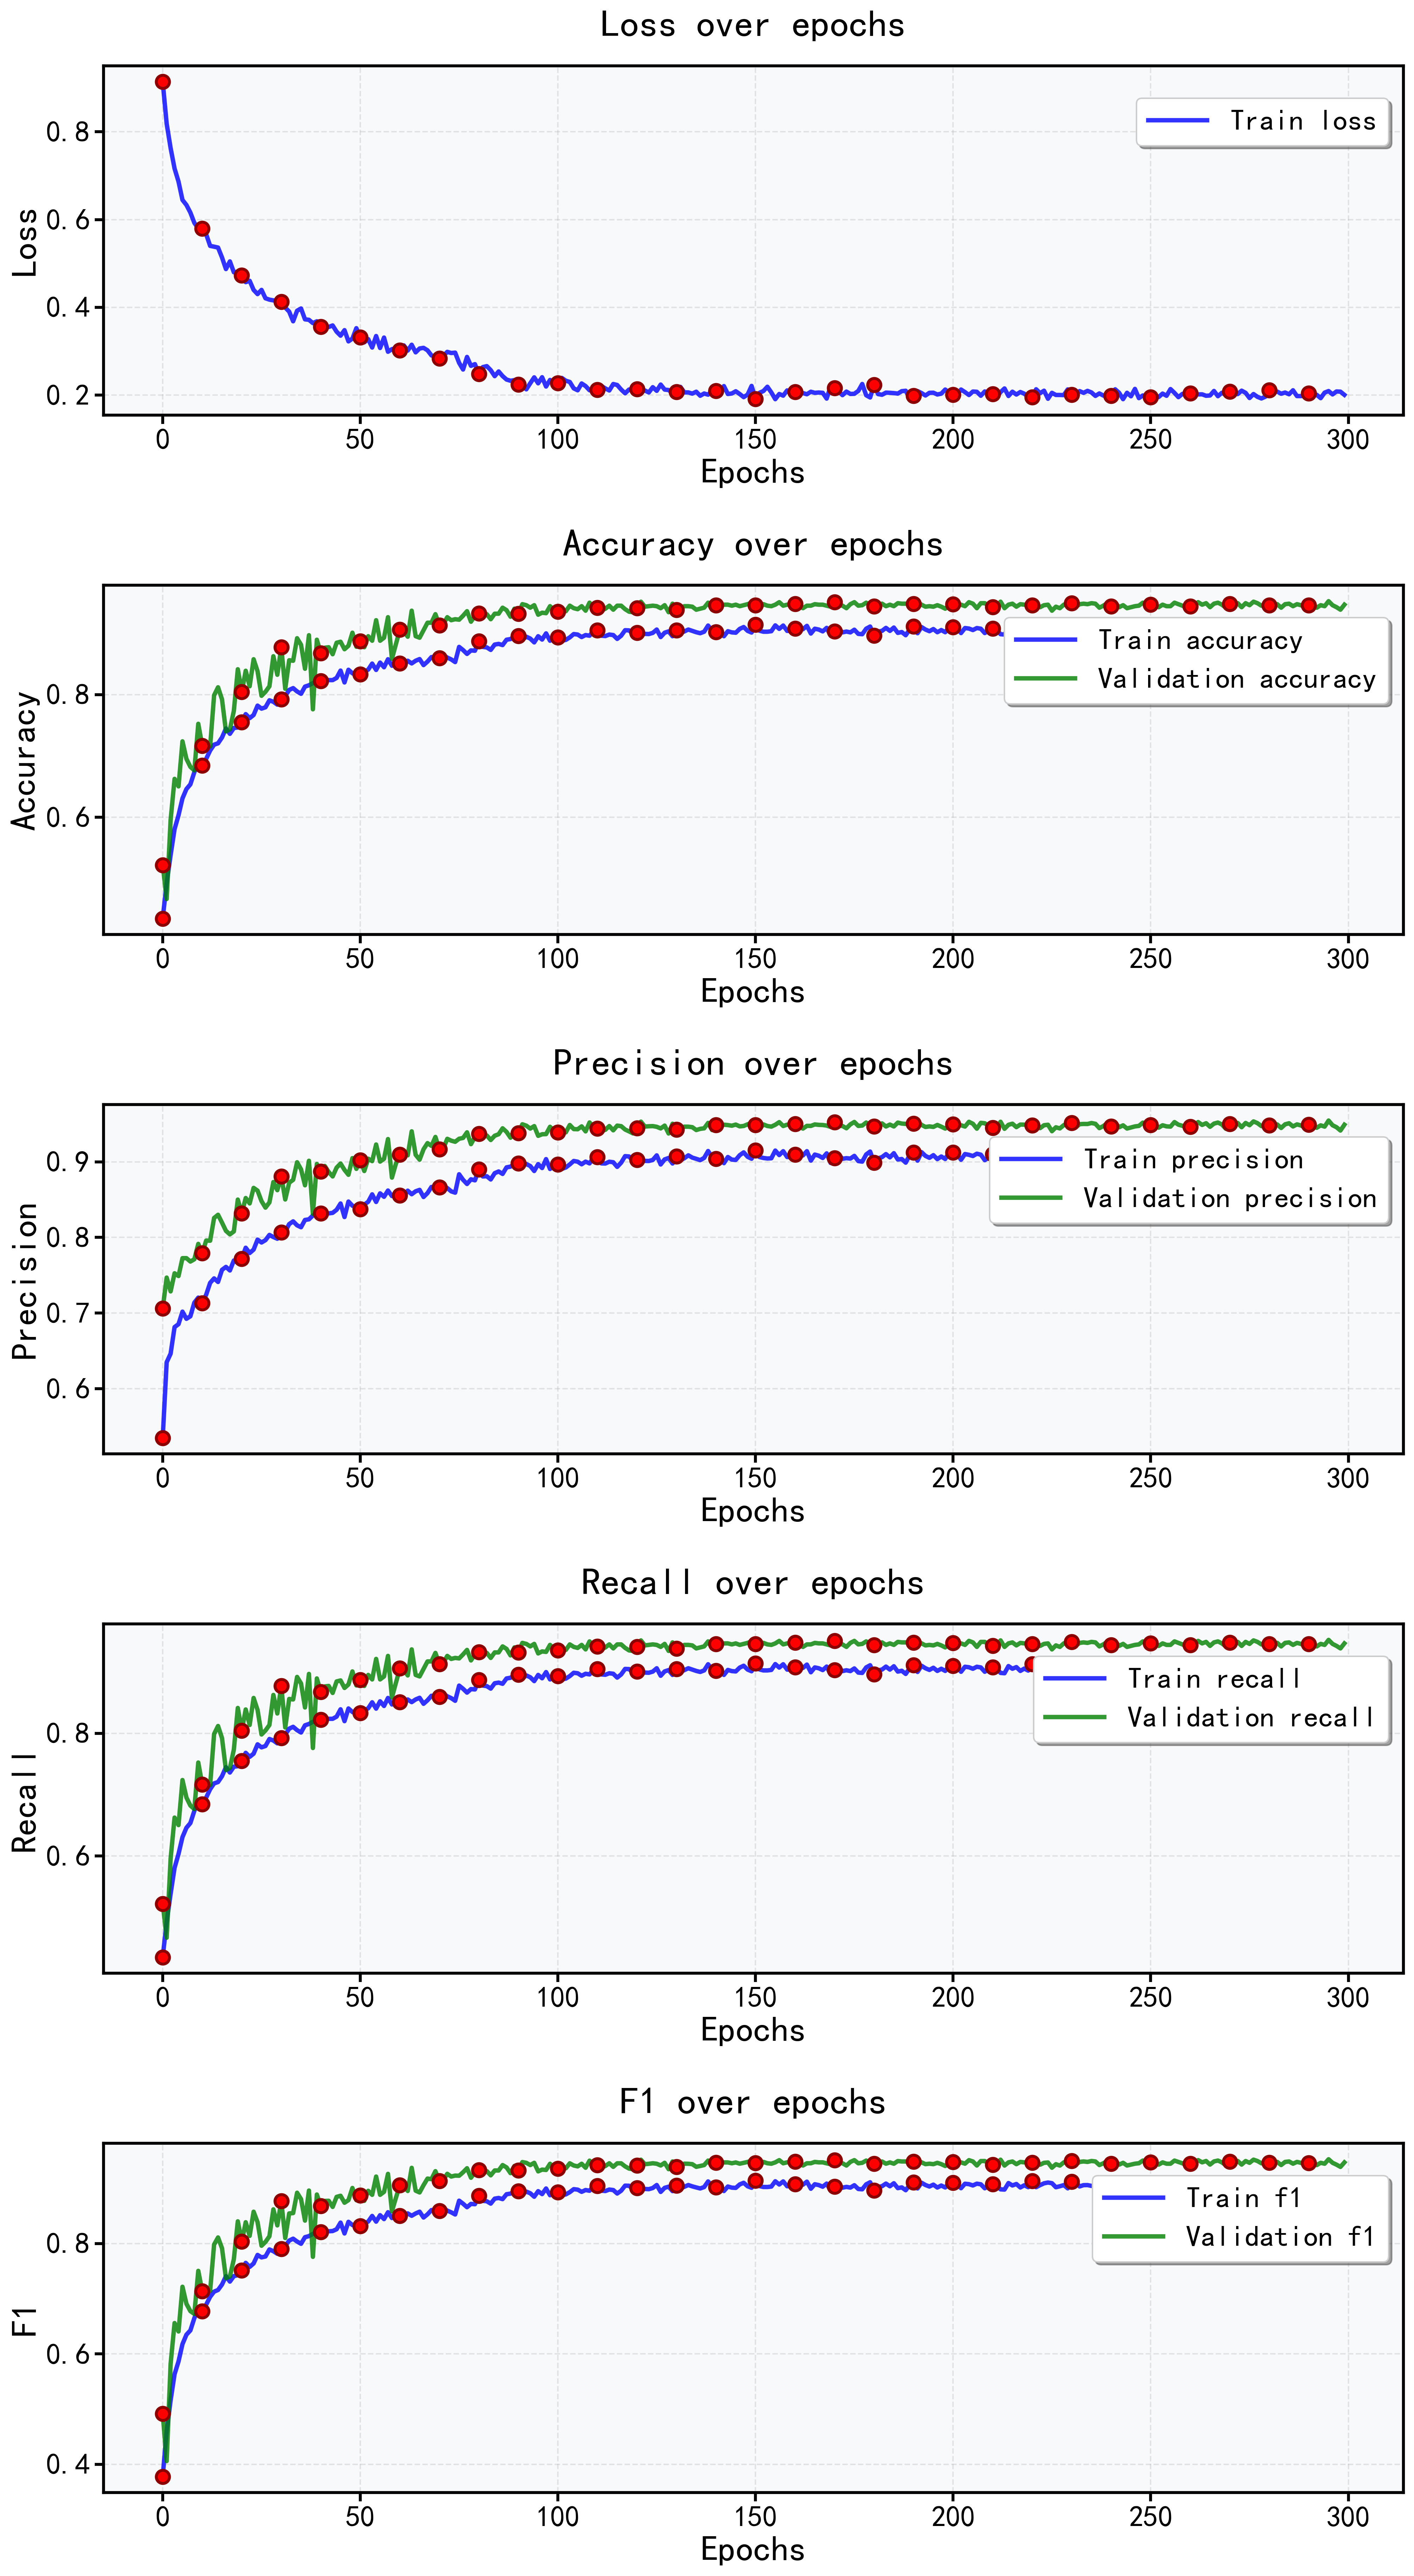 Loss over epochs
Train loss
0.8
0.6
0.4
0.2
Loss
0 50 100 150 200 250 300
Epochs
Accuracy over epochs
Train accuracy
Validation accuracy
0.8
0.6
Accuracy
0 50 100 150 200 250 300
Epochs
Precision over epochs
Train precision
Validation precision
0.9
0.8
0.7
0.6
Precision
0 50 100 150 200 250 300
Epochs
Recall over epochs
Train recall
Validation recall
0.8
0.6
Recall
0 50 100 150 200 250 300
Epochs
F1 over epochs
Train f1
Validation f1
0.8
0.6
0.4
F1
0 50 100 150 200 250 300
Epochs